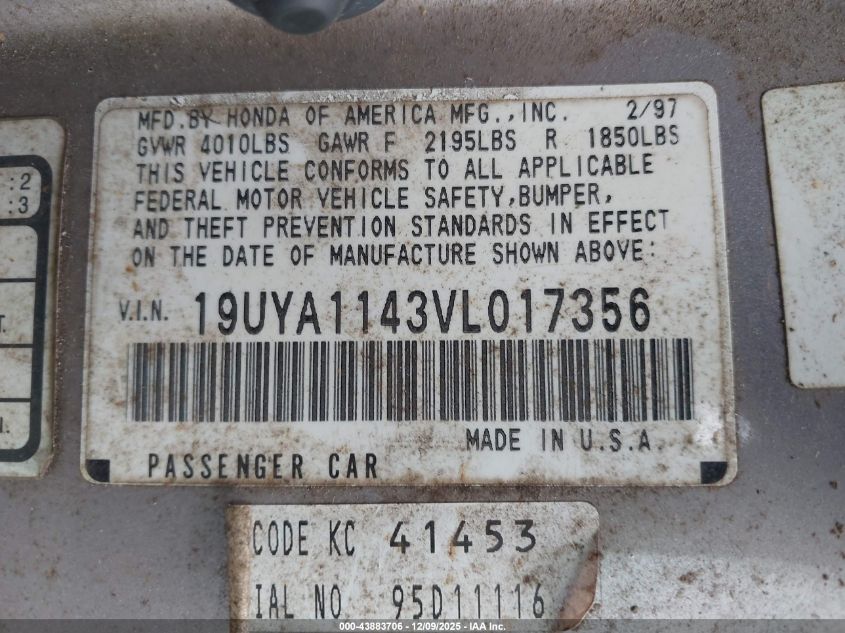 MFD.BY HONDA OF AMERICA MFG.,INC. 2/97
GVWR 4010LBS GAWR F 2195LBS R 1850LBS
THIS VEHICLE CONFORMS TO ALL APPLICABLE
FEDERAL MOTOR VEHICLE SAFETY,BUMPER,
AND THEFT PREVENTION STANDARDS IN EFFECT
ON THE DATE OF MANUFACTURE SHOWN ABOVE:
V.I.N. 19UYA1143VL017356
MADE IN U.S.A.
PASSENGER CAR
:2
:3
T.
N.
CODE KC 41453
IAL NO 95D11116
000-43883706 - 12/09/2025 - IAA, Inc.